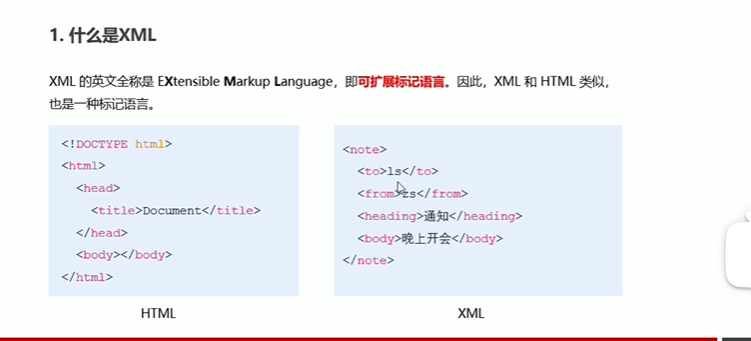 1. 什么是XML
XML 的英文全称是 EXtensible Markup Language，即可扩展标记语言。因此，XML 和 HTML 类似，
也是一种标记语言。
<!DOCTYPE html>
<html>
<head>
<title>Document</title>
</head>
<body></body>
</html>
HTML
<note>
<to>ls</to>
<from>zs</from>
<heading>通知</heading>
<body>晚上开会</body>
</note>
XML